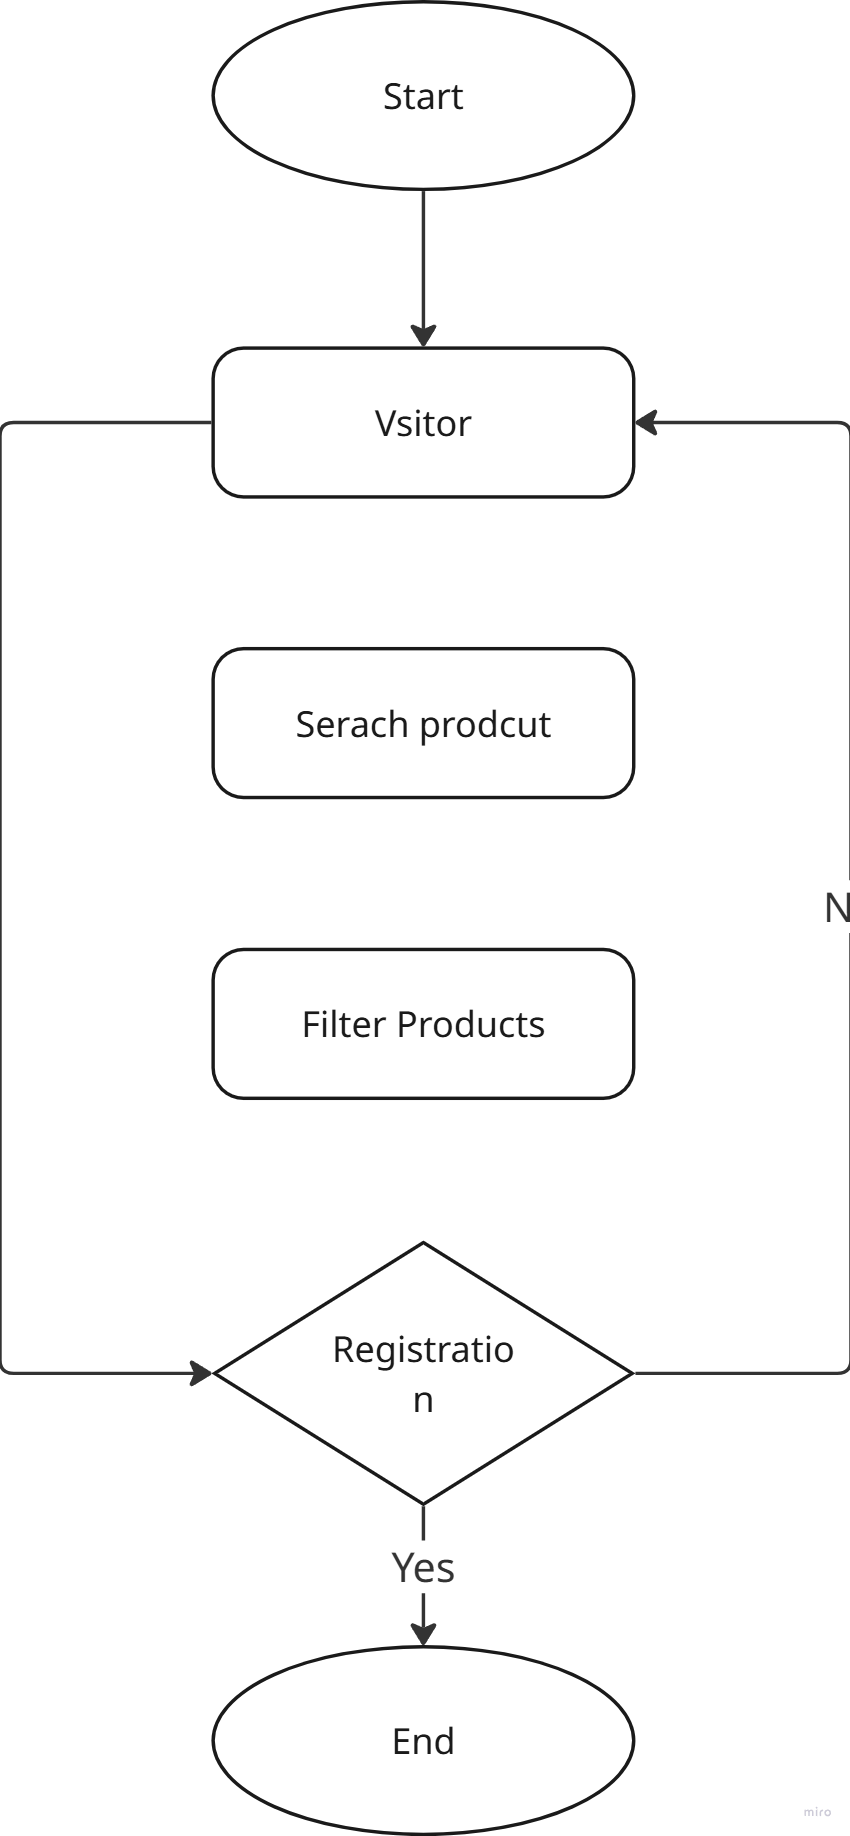 Start
Vsitor
Serach prodcut
N
Filter Products
Registratio
n
Yes
End
miro